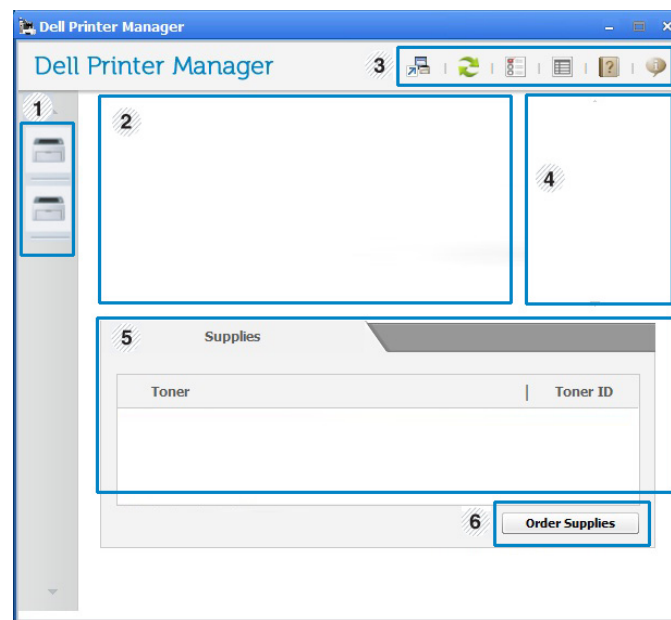 Dell Printer Manager
Dell Printer Manager
3
1
2
4
5
Supplies
Toner
Toner ID
6
Order Supplies